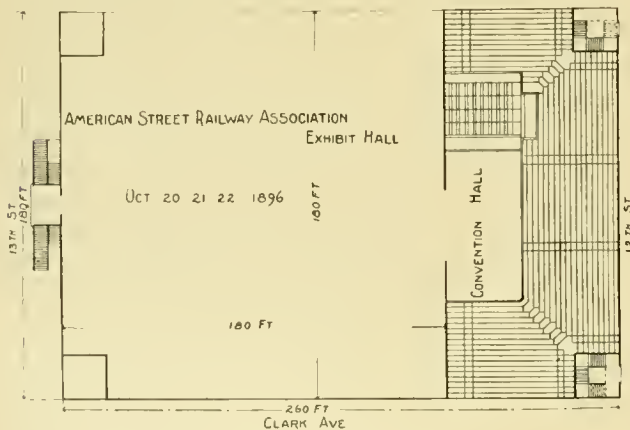 AMERICAN STREET RAILWAY ASSOCIATION
EXHIBIT HALL
OCT 20 21 22 1896
180 FT
13TH ST
180 FT
CONVENTION HALL
12TH ST
180 FT
260 FT
CLARK AVE